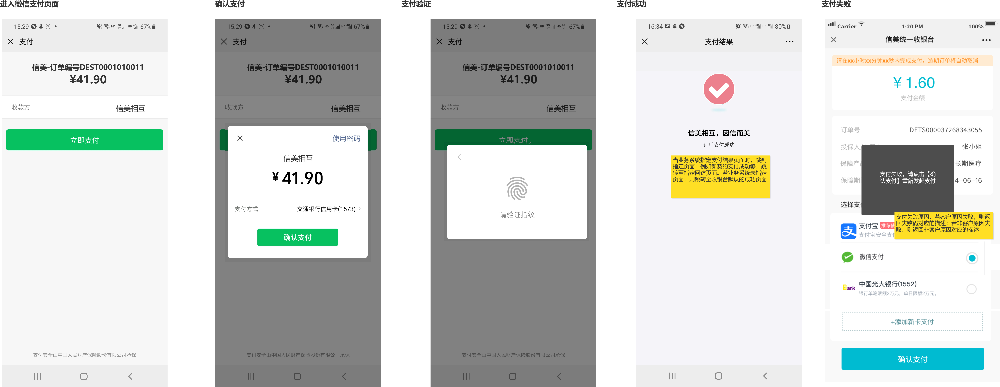 进入微信支付页面
15:29
HD 5G HD 4G 67%
支付
信美-订单编号DEST0001010011
¥41.90
收款方
信美相互
立即支付
支付安全由中国人民财产保险股份有限公司承保
确认支付
15:29
HD 5G HD 4G 67%
支付
信美-订单编号DEST0001010011
¥41.90
收款方
信美相互
使用密码
信美相互
¥ 41.90
支付方式
交通银行信用卡(1573)
确认支付
支付安全由中国人民财产保险股份有限公司承保
支付验证
15:29
HD 5G HD 4G 67%
支付
信美-订单编号DEST0001010011
¥41.90
收款方
信美相互
立即支付
请验证指纹
支付安全由中国人民财产保险股份有限公司承保
支付成功
16:34
HD 5G HD 4G 80%
支付结果
信美相互，因信而美
订单支付成功
当业务系统指定支付结果页面时，跳到
指定页面，例如新契约支付成功够，跳
转至指定回访页面。若业务系统未指定
页面，则跳转至收银台默认的成功页面
支付失败
Carrier
1:20 PM
100%
信美统一收银台
请在xx小时xx分钟xx秒内完成支付，逾期订单将自动取消
¥ 1.60
支付金额
订单号
DETS000037268343055
投保人/
张小姐
保障产
长期医疗
保障期
4-06-16
支付失败，请点击【确
认支付】重新发起支付
选择支
支付失败原因：若客户原因失败，则返
回失败码对应的描述；若非客户原因失
败，则返回非客户原因对应的描述
支付宝
推荐使
支付宝安全支付
微信支付
Bank
中国光大银行(1552)
银行单笔限额2万元，单日限额2万元。
+添加新卡支付
确认支付